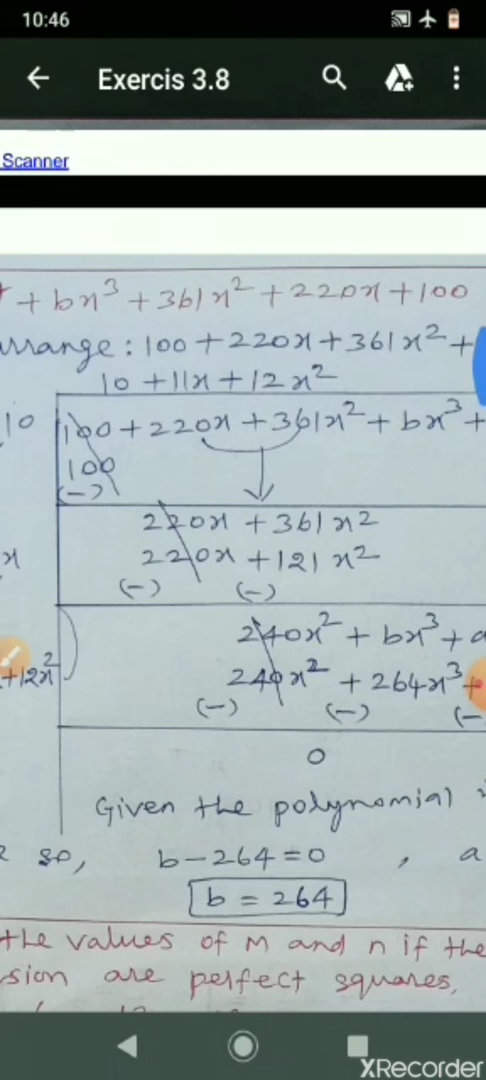 10:46
Exercis 3.8
Scanner
+ bx³ + 361x² + 220x + 100
arrange : 100 + 220x + 361x² +
10 + 11x + 12x²
10 100 + 220x + 361x² + bx³ +
100
(-)
220x + 361x²
x 220x + 121x²
(-) (-)
240x² + bx³ + a
+12x² 240x² + 264x³ +
(-) (-) (-
0
Given the polynomial
so, b - 264 = 0 , a
b = 264
the values of M and n if the
sion are perfect squares,
XRecorder